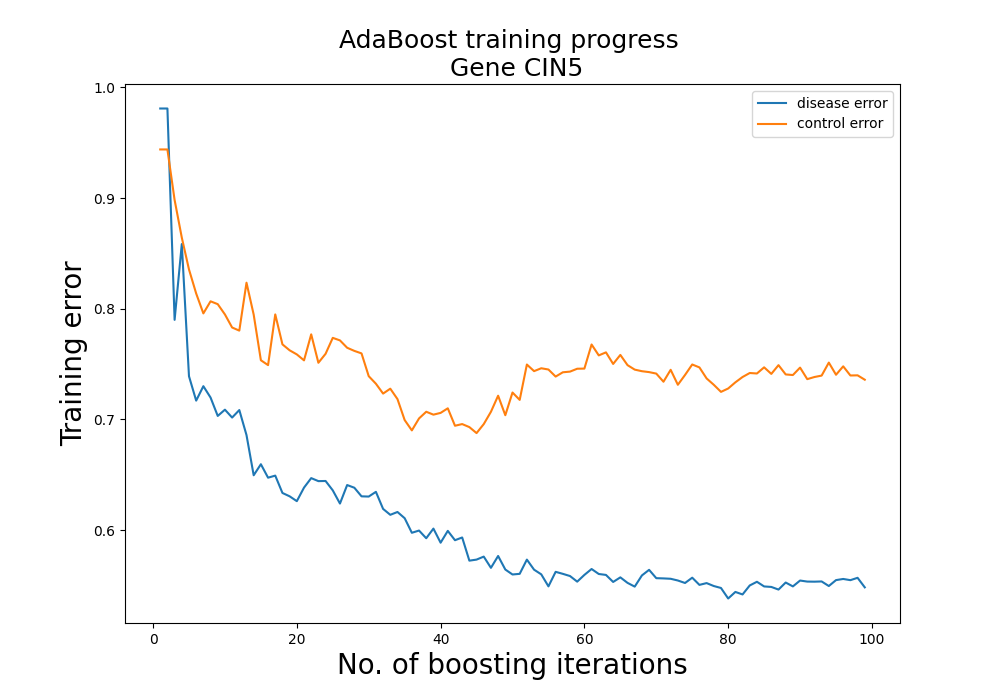 AdaBoost training progress
Gene CIN5
disease error
control error
Training error
1.0
0.9
0.8
0.7
0.6
0
20
40
60
80
100
No. of boosting iterations